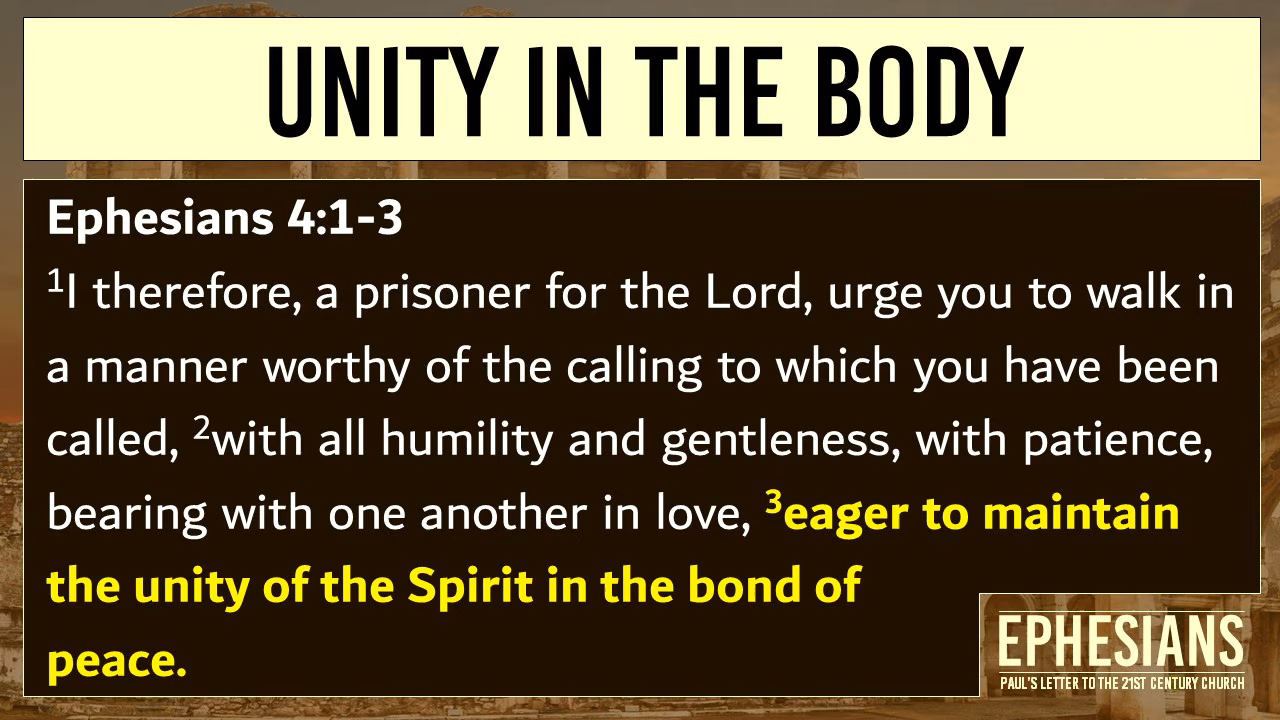 UNITY IN THE BODY
Ephesians 4:1-3
¹I therefore, a prisoner for the Lord, urge you to walk in
a manner worthy of the calling to which you have been
called, ²with all humility and gentleness, with patience,
bearing with one another in love, ³eager to maintain
the unity of the Spirit in the bond of
peace.
EPHESIANS
PAUL'S LETTER TO THE 21ST CENTURY CHURCH